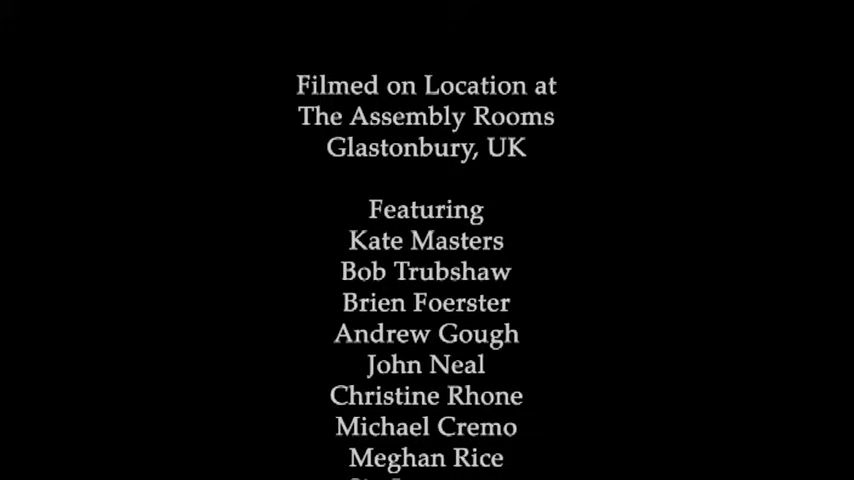 Filmed on Location at
The Assembly Rooms
Glastonbury, UK
Featuring
Kate Masters
Bob Trubshaw
Brien Foerster
Andrew Gough
John Neal
Christine Rhone
Michael Cremo
Meghan Rice